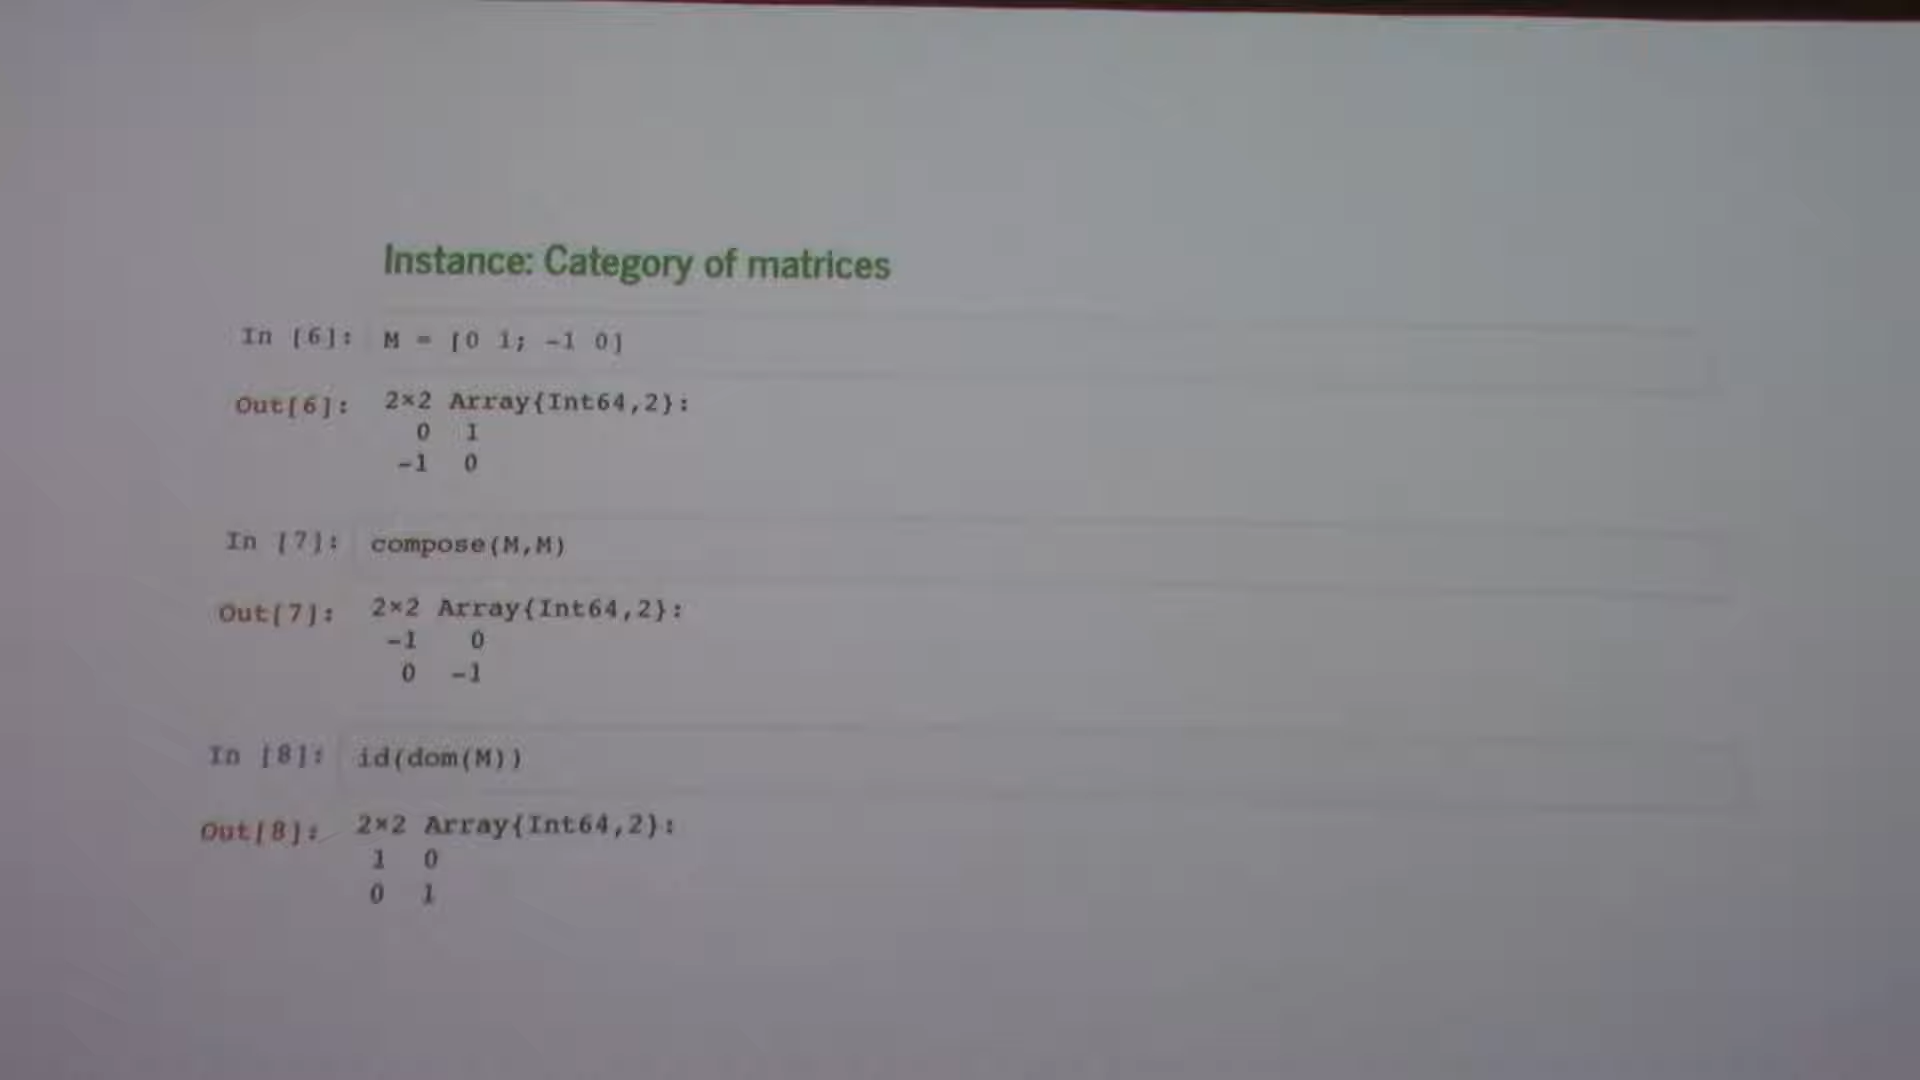 Instance: Category of matrices
In [6]: M = [0 1; -1 0]
Out[6]: 2×2 Array{Int64,2}:
0 1
-1 0
In [7]: compose(M,M)
Out[7]: 2×2 Array{Int64,2}:
-1 0
0 -1
In [8]: id(dom(M))
Out[8]: 2×2 Array{Int64,2}:
1 0
0 1